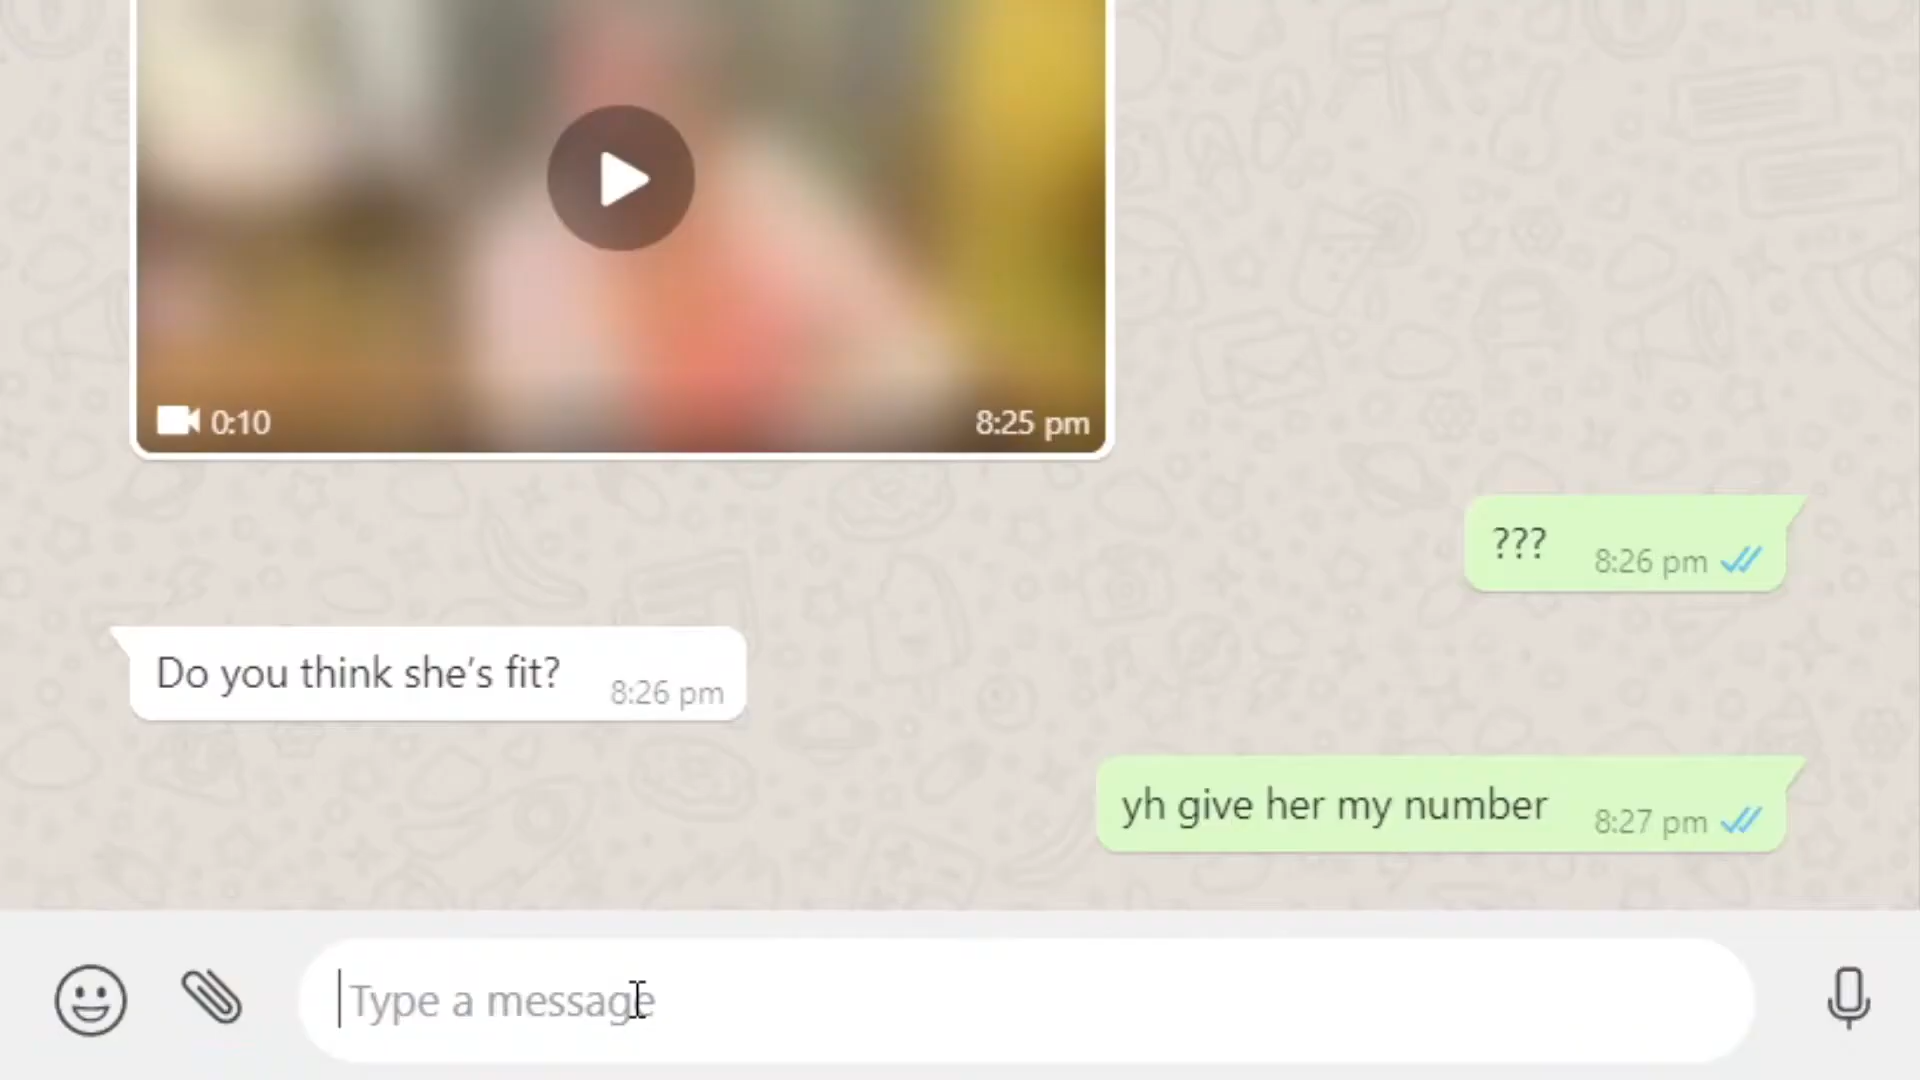 0:10
8:25 pm
???
8:26 pm
Do you think she's fit?
8:26 pm
yh give her my number
8:27 pm
Type a message